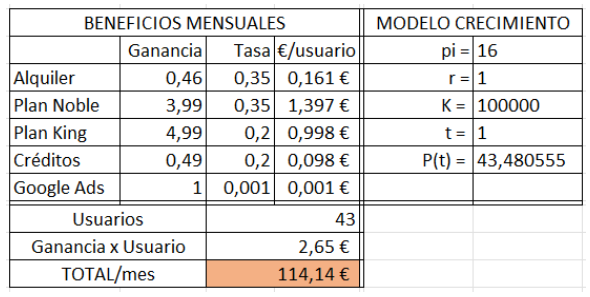 BENEFICIOS MENSUALES MODELO CRECIMIENTO
Ganancia Tasa €/usuario pi = 16
Alquiler 0,46 0,35 0,161 € r = 1
Plan Noble 3,99 0,35 1,397 € K = 100000
Plan King 4,99 0,2 0,998 € t = 1
Créditos 0,49 0,2 0,098 € P(t) = 43,480555
Google Ads 1 0,001 0,001 €
Usuarios 43
Ganancia x Usuario 2,65 €
TOTAL/mes 114,14 €